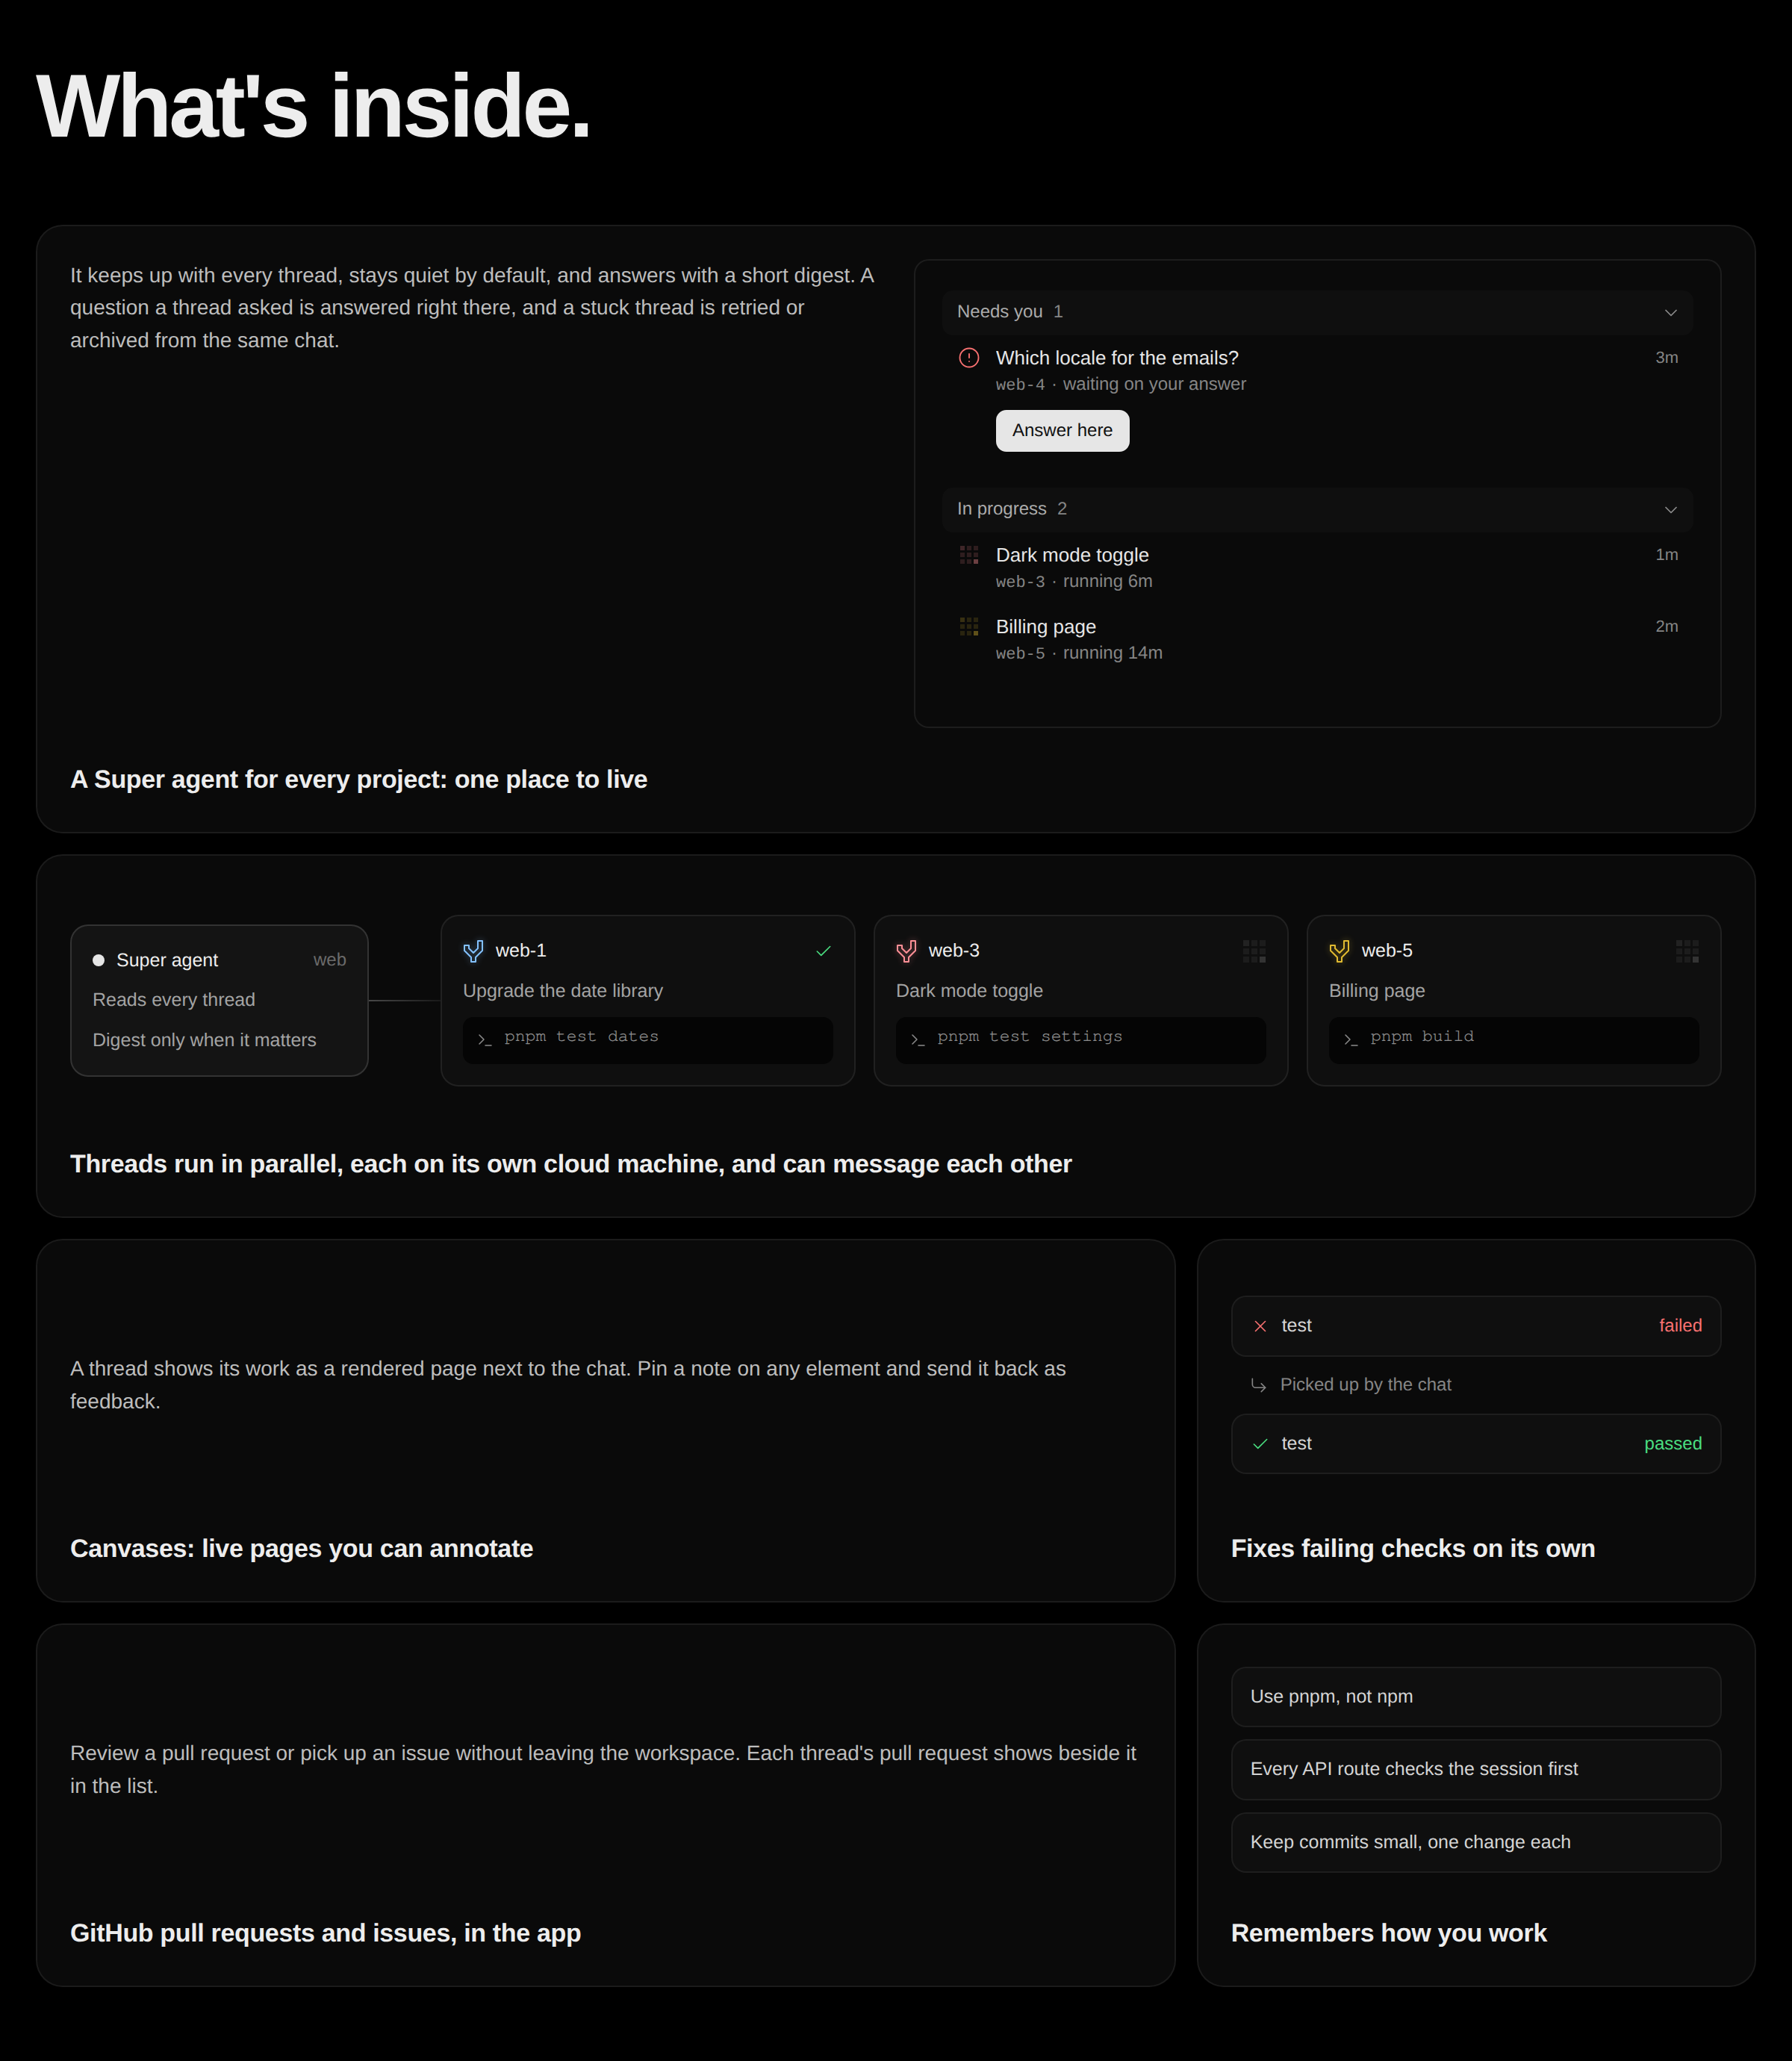 What's inside.
It keeps up with every thread, stays quiet by default, and answers with a short digest. A
question a thread asked is answered right there, and a stuck thread is retried or
archived from the same chat.
Needs you 1
Which locale for the emails? 3m
web-4 · waiting on your answer
Answer here
In progress 2
Dark mode toggle 1m
web-3 · running 6m
Billing page 2m
web-5 · running 14m
A Super agent for every project: one place to live
Super agent web
Reads every thread
Digest only when it matters
web-1
Upgrade the date library
pnpm test dates
web-3
Dark mode toggle
pnpm test settings
web-5
Billing page
pnpm build
Threads run in parallel, each on its own cloud machine, and can message each other
A thread shows its work as a rendered page next to the chat. Pin a note on any element and send it back as
feedback.
Canvases: live pages you can annotate
test failed
Picked up by the chat
test passed
Fixes failing checks on its own
Review a pull request or pick up an issue without leaving the workspace. Each thread's pull request shows beside it
in the list.
GitHub pull requests and issues, in the app
Use pnpm, not npm
Every API route checks the session first
Keep commits small, one change each
Remembers how you work